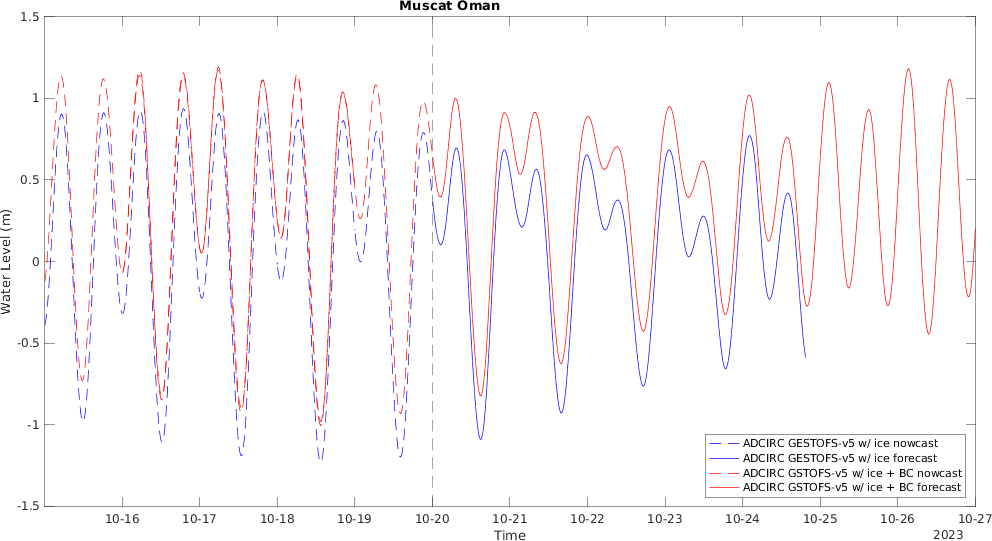 Muscat Oman
1.5
1
0.5
0
-0.5
-1
-1.5
Water Level (m)
10-16 10-17 10-18 10-19 10-20 10-21 10-22 10-23 10-24 10-25 10-26 10-27
Time
2023
ADCIRC GESTOFS-v5 w/ ice nowcast
ADCIRC GESTOFS-v5 w/ ice forecast
ADCIRC GSTOFS-v5 w/ ice + BC nowcast
ADCIRC GSTOFS-v5 w/ ice + BC forecast